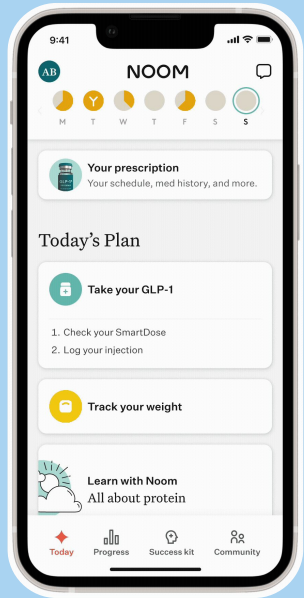 9:41
AB
NOOM
M T W T F S S
GLP-1
Your prescription
Your schedule, med history, and more.
Today's Plan
Take your GLP-1
1. Check your SmartDose
2. Log your injection
Track your weight
Learn with Noom
All about protein
Today Progress Success kit Community